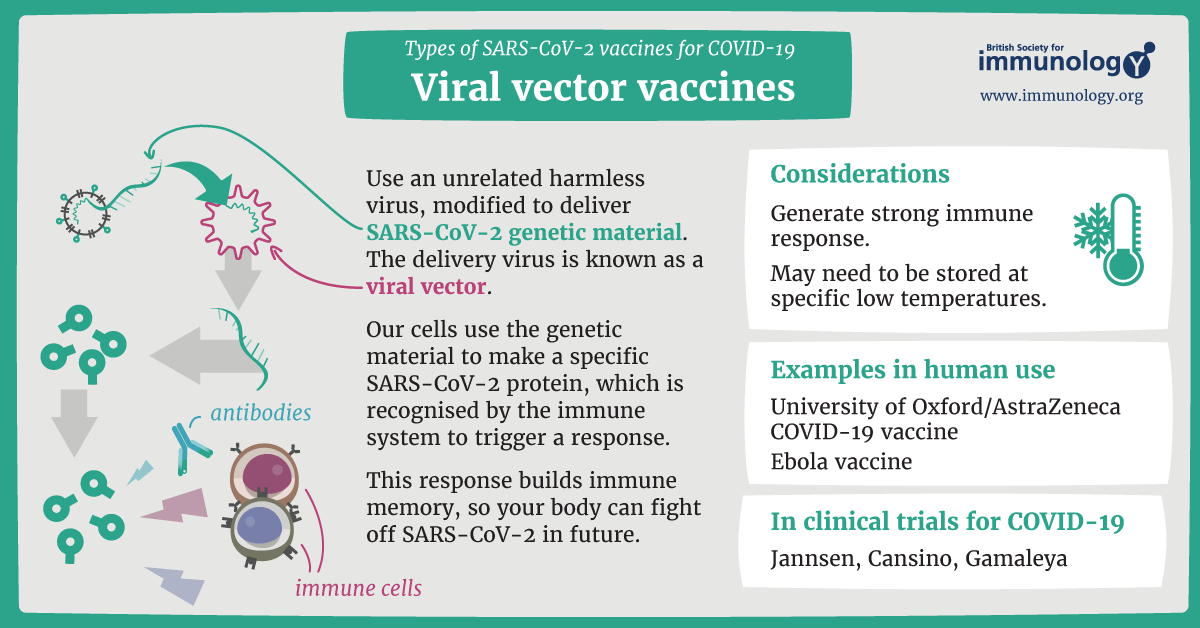 Types of SARS-CoV-2 vaccines for COVID-19
Viral vector vaccines
British Society for
immunology
www.immunology.org
Use an unrelated harmless
virus, modified to deliver
SARS-CoV-2 genetic material.
The delivery virus is known as a
viral vector.
Our cells use the genetic
material to make a specific
SARS-CoV-2 protein, which is
recognised by the immune
system to trigger a response.
This response builds immune
memory, so your body can fight
off SARS-CoV-2 in future.
antibodies
immune cells
Considerations
Generate strong immune
response.
May need to be stored at
specific low temperatures.
Examples in human use
University of Oxford/AstraZeneca
COVID-19 vaccine
Ebola vaccine
In clinical trials for COVID-19
Jannsen, Cansino, Gamaleya